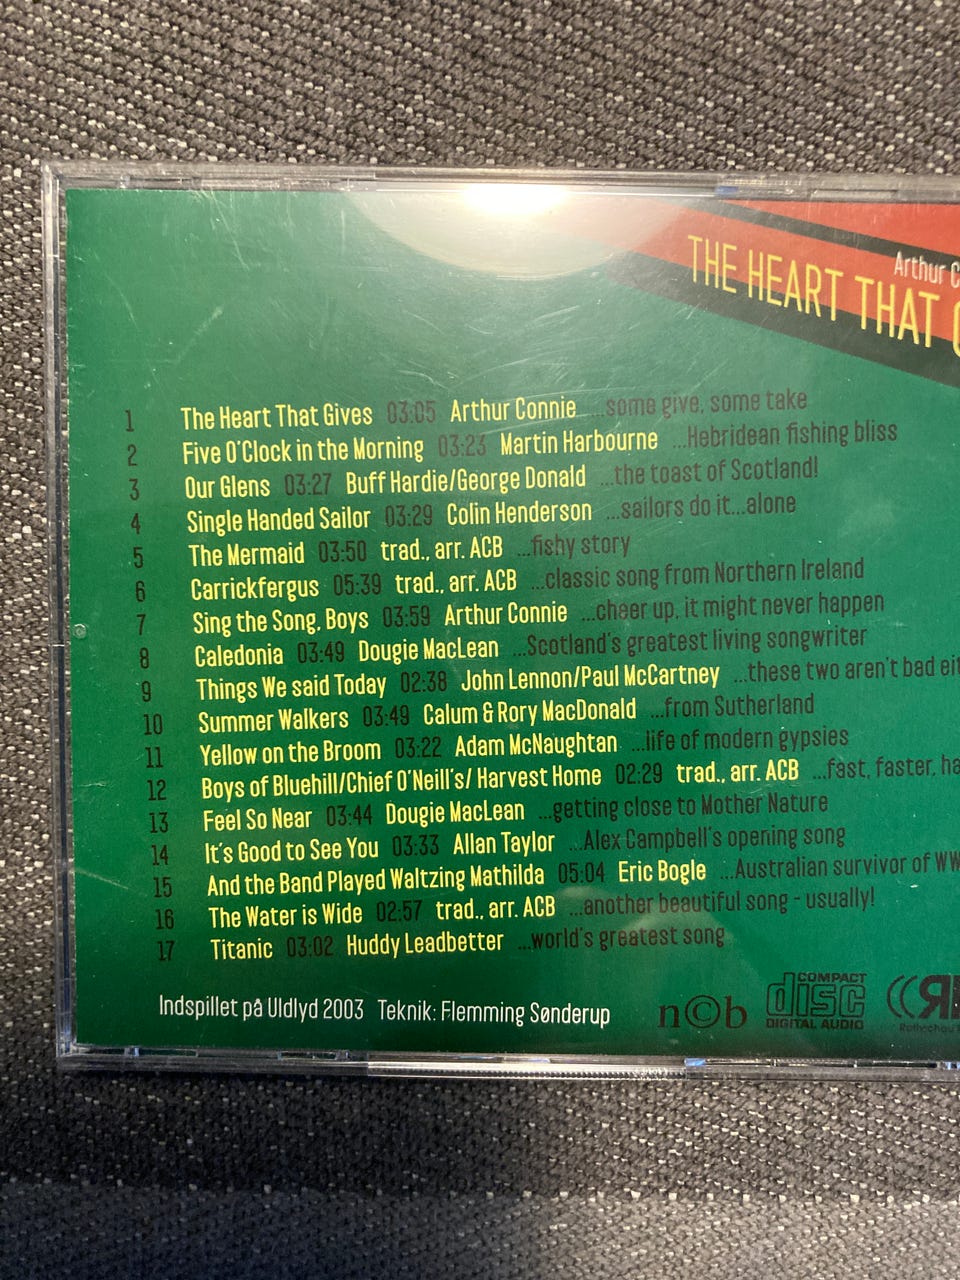 Arthur C
THE HEART THAT
1 The Heart That Gives 03:05 Arthur Connie ...some give, some take
2 Five O'Clock in the Morning 03:23 Martin Harbourne ...Hebridean fishing bliss
3 Our Glens 03:27 Buff Hardie/George Donald ...the toast of Scotland!
4 Single Handed Sailor 03:29 Colin Henderson ...sailors do it...alone
5 The Mermaid 03:50 trad., arr. ACB ...fishy story
6 Carrickfergus 05:39 trad., arr. ACB ...classic song from Northern Ireland
7 Sing the Song, Boys 03:59 Arthur Connie ...cheer up, it might never happen
8 Caledonia 03:49 Dougie MacLean ...Scotland's greatest living songwriter
9 Things We said Today 02:38 John Lennon/Paul McCartney ...these two aren't bad eit
10 Summer Walkers 03:49 Calum & Rory MacDonald ...from Sutherland
11 Yellow on the Broom 03:22 Adam McNaughtan ...life of modern gypsies
12 Boys of Bluehill/Chief O'Neill's/ Harvest Home 02:29 trad., arr. ACB ...fast, faster, ha
13 Feel So Near 03:44 Dougie MacLean ...getting close to Mother Nature
14 It's Good to See You 03:33 Allan Taylor ...Alex Campbell's opening song
15 And the Band Played Waltzing Mathilda 05:04 Eric Bogle ...Australian survivor of WW
16 The Water is Wide 02:57 trad., arr. ACB ...another beautiful song - usually!
17 Titanic 03:02 Huddy Leadbetter ...world's greatest song
Indspillet på Uldlyd 2003 Teknik: Flemming Sønderup
n©b
COMPACT
disc
DIGITAL AUDIO